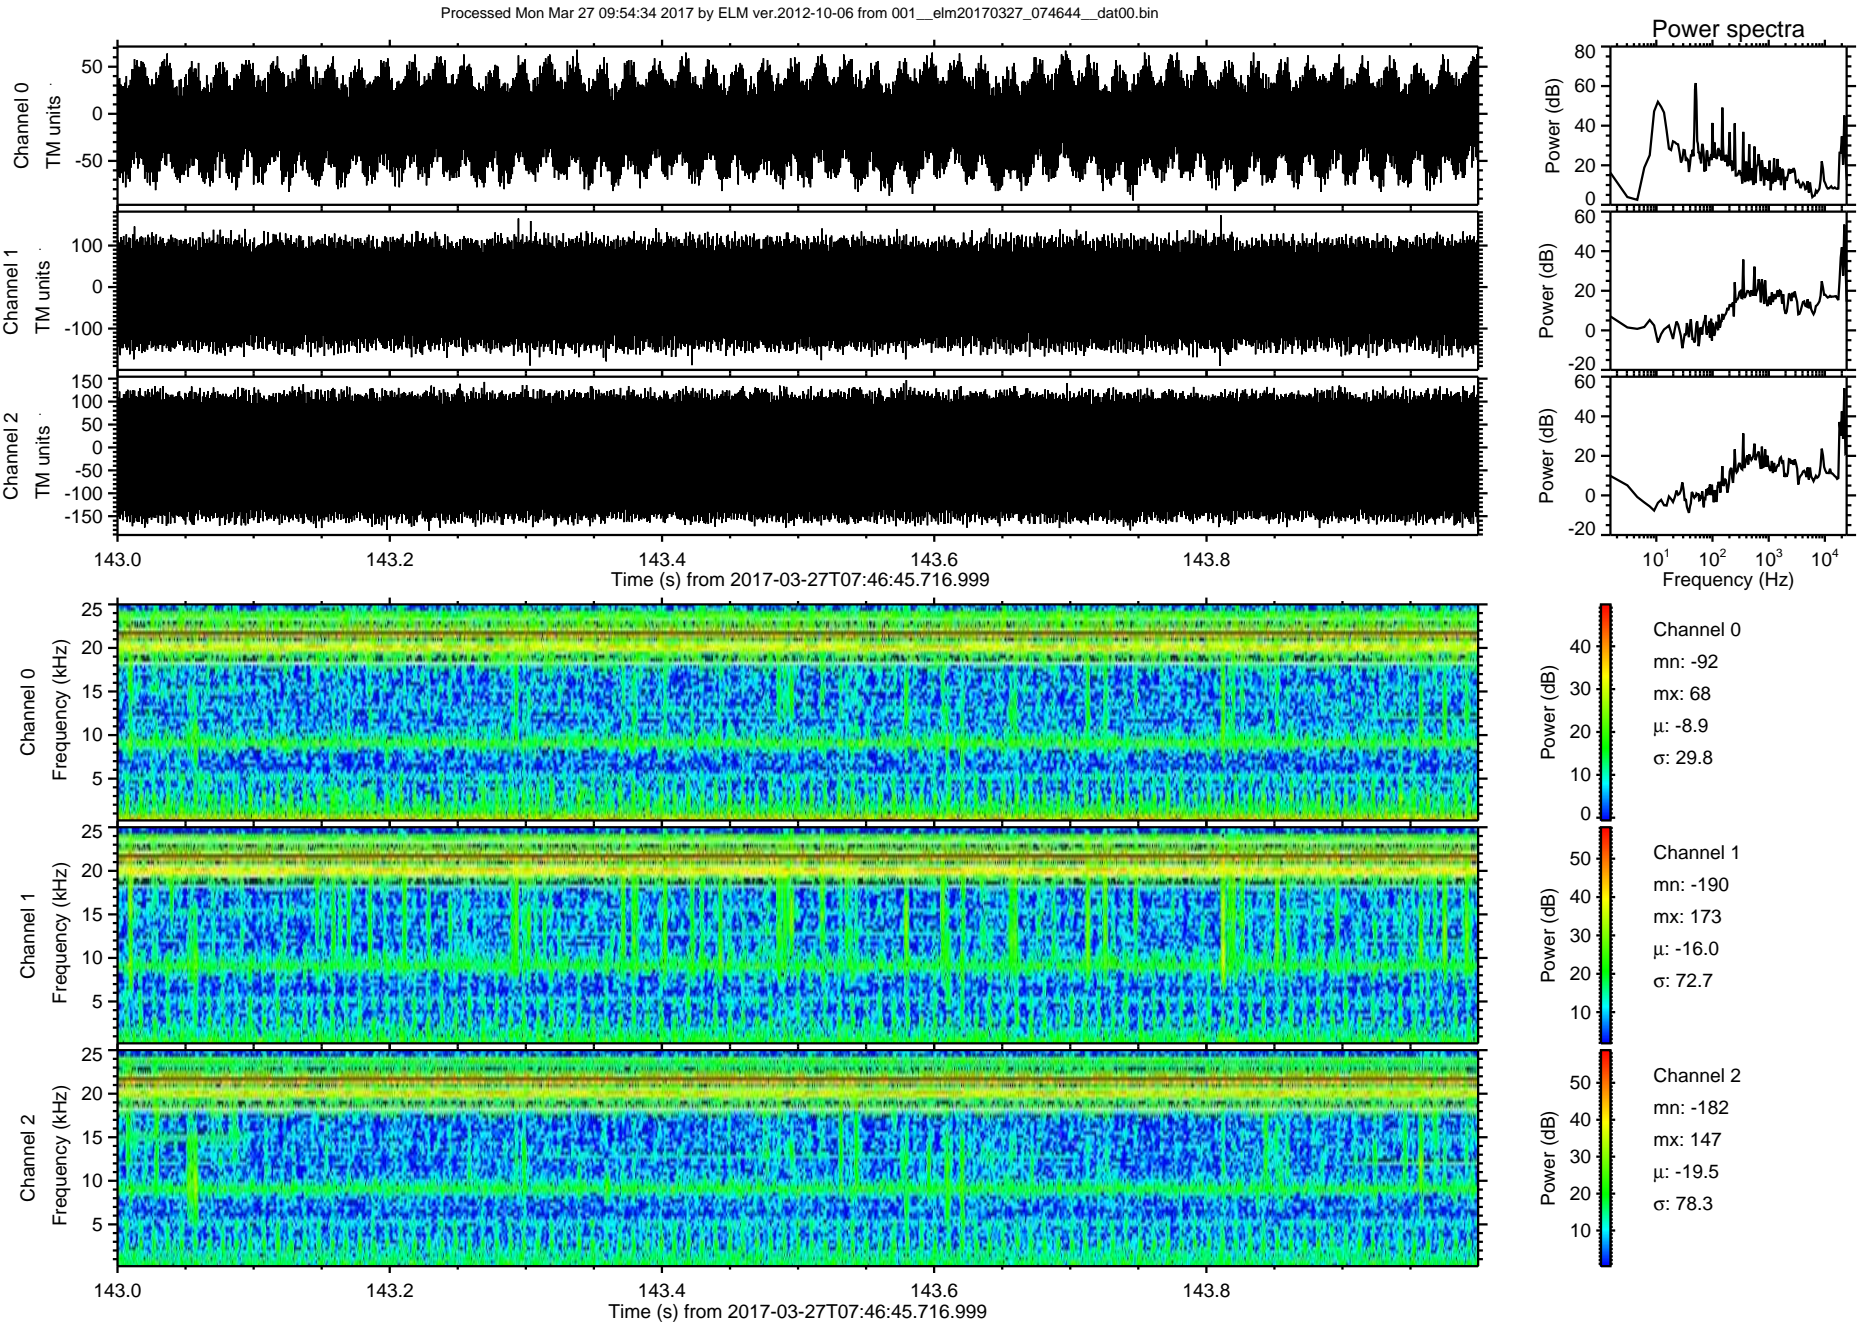 Processed Mon Mar 27 09:54:34 2017 by ELM ver.2012-10-06 from 001__elm20170327_074644__dat00.bin
Power spectra
Channel 0
TM units
50
0
-50
Power (dB)
80
60
40
20
0
Channel 1
TM units
100
0
-100
Power (dB)
60
40
20
0
-20
Channel 2
TM units
150
100
50
0
-50
-100
-150
Power (dB)
60
40
20
0
-20
143.0 143.2 143.4 143.6 143.8
Time (s) from 2017-03-27T07:46:45.716.999
10¹ 10² 10³ 10⁴
Frequency (Hz)
Channel 0
Frequency (kHz)
25
20
15
10
5
Power (dB)
40
30
20
10
0
Channel 0
mn: -92
mx: 68
μ: -8.9
σ: 29.8
Channel 1
Frequency (kHz)
25
20
15
10
5
Power (dB)
50
40
30
20
10
Channel 1
mn: -190
mx: 173
μ: -16.0
σ: 72.7
Channel 2
Frequency (kHz)
25
20
15
10
5
Power (dB)
50
40
30
20
10
Channel 2
mn: -182
mx: 147
μ: -19.5
σ: 78.3
143.0 143.2 143.4 143.6 143.8
Time (s) from 2017-03-27T07:46:45.716.999